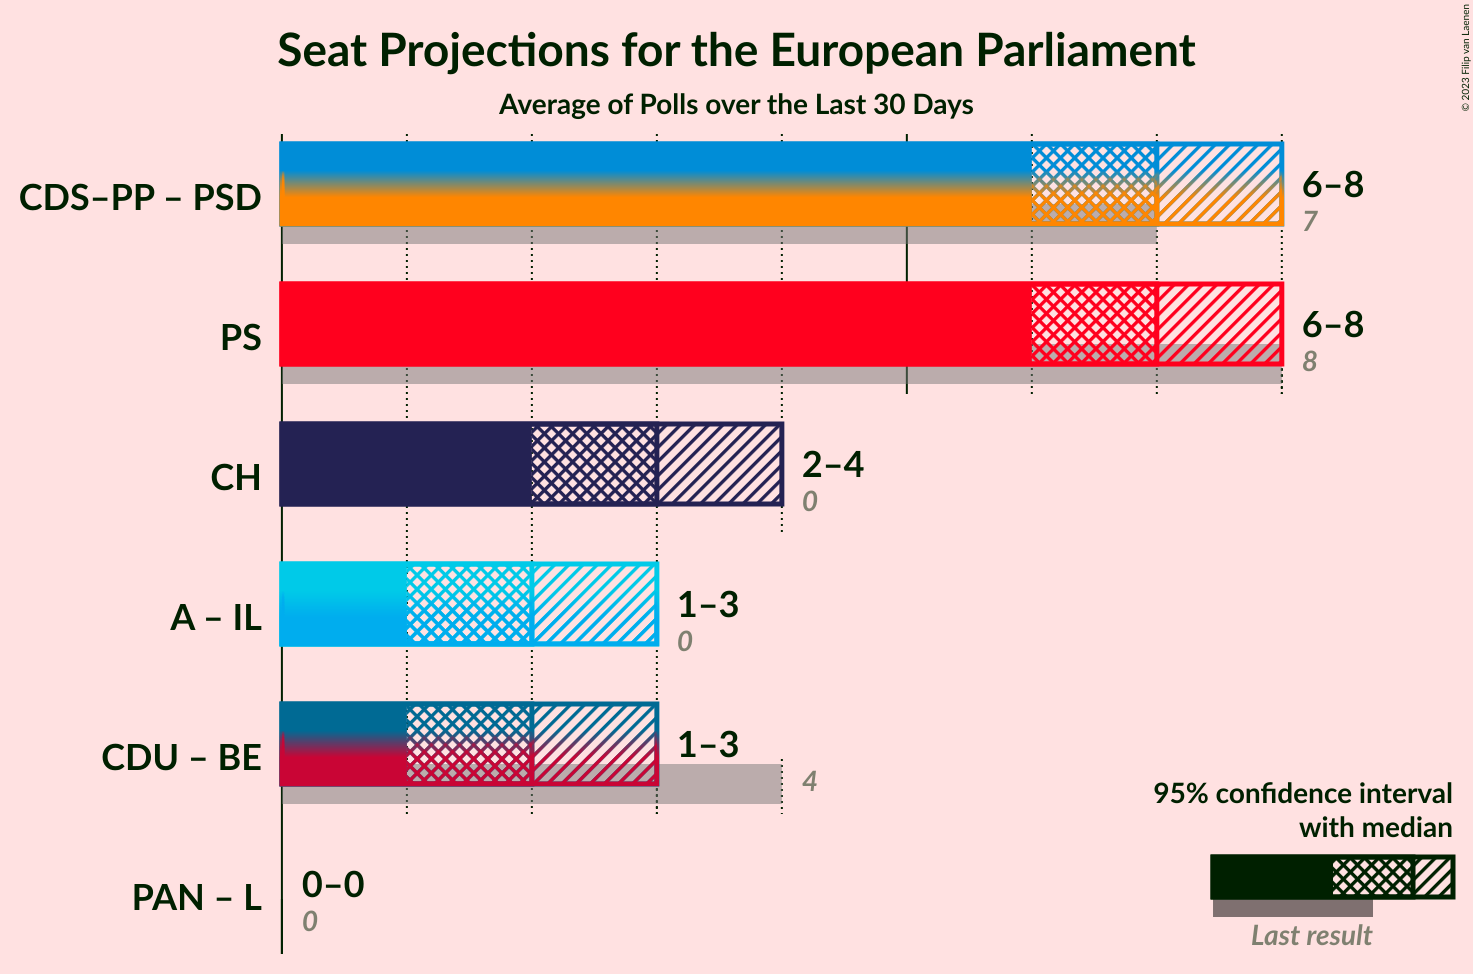 Seat Projections for the European Parliament
Average of Polls over the Last 30 Days
© 2023 Filip van Laenen
CDS–PP – PSD
6–8
7
PS
6–8
8
CH
2–4
0
A – IL
1–3
0
CDU – BE
1–3
4
PAN – L
0–0
0
95% confidence interval
with median
Last result